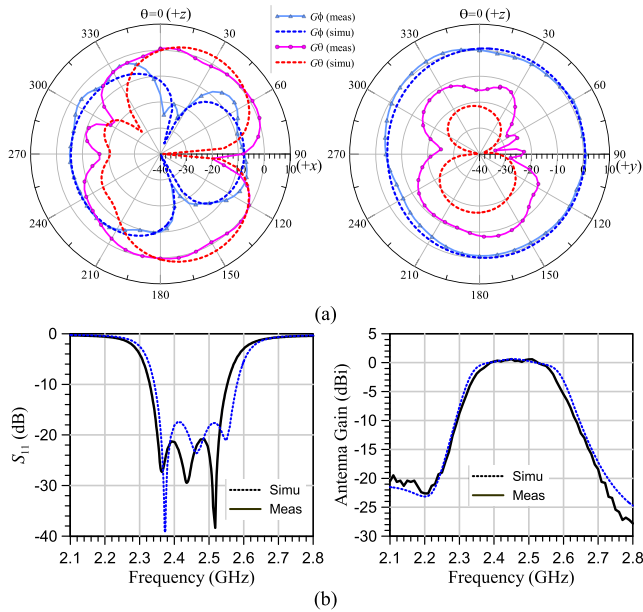 Θ=0 (+z)
330
30
300
60
270
90
(+x)
-40 -20 -10 0 10
240
120
210
150
180
Gϕ (meas)
Gϕ (simu)
Gθ (meas)
Gθ (simu)
Θ=0 (+z)
330
30
300
60
270
90
(+y)
-40 -20 -10 0 10
240
120
210
150
180
(a)
0
-10
-20
-30
-40
S11 (dB)
Simu
Meas
2.1 2.2 2.3 2.4 2.5 2.6 2.7 2.8
Frequency (GHz)
5
0
-5
-10
-15
-20
-25
-30
Antenna Gain (dBi)
Simu
Meas
2.1 2.2 2.3 2.4 2.5 2.6 2.7 2.8
Frequency (GHz)
(b)